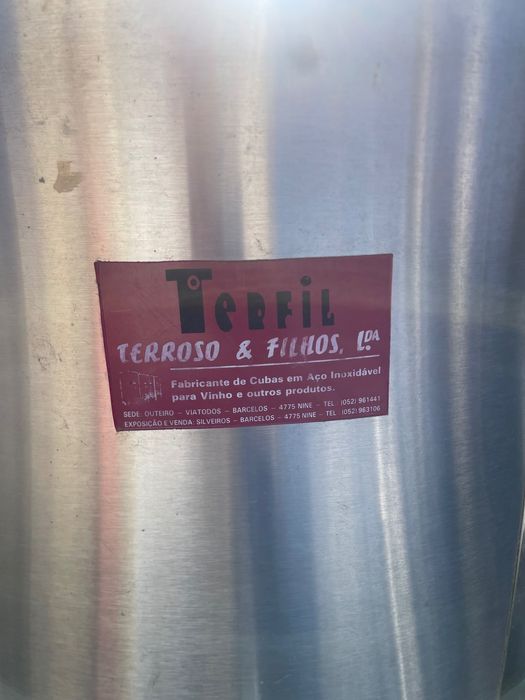 Terfil
TERROSO & FILHOS, L.DA
Fabricante de Cubas em Aço Inoxidável
para Vinho e outros produtos.
SEDE: OUTEIRO – VIATODOS – BARCELOS – 4775 NINE – TEL (052) 961441
EXPOSIÇÃO E VENDA: SILVEIROS – BARCELOS – 4775 NINE – TEL (052) 963106